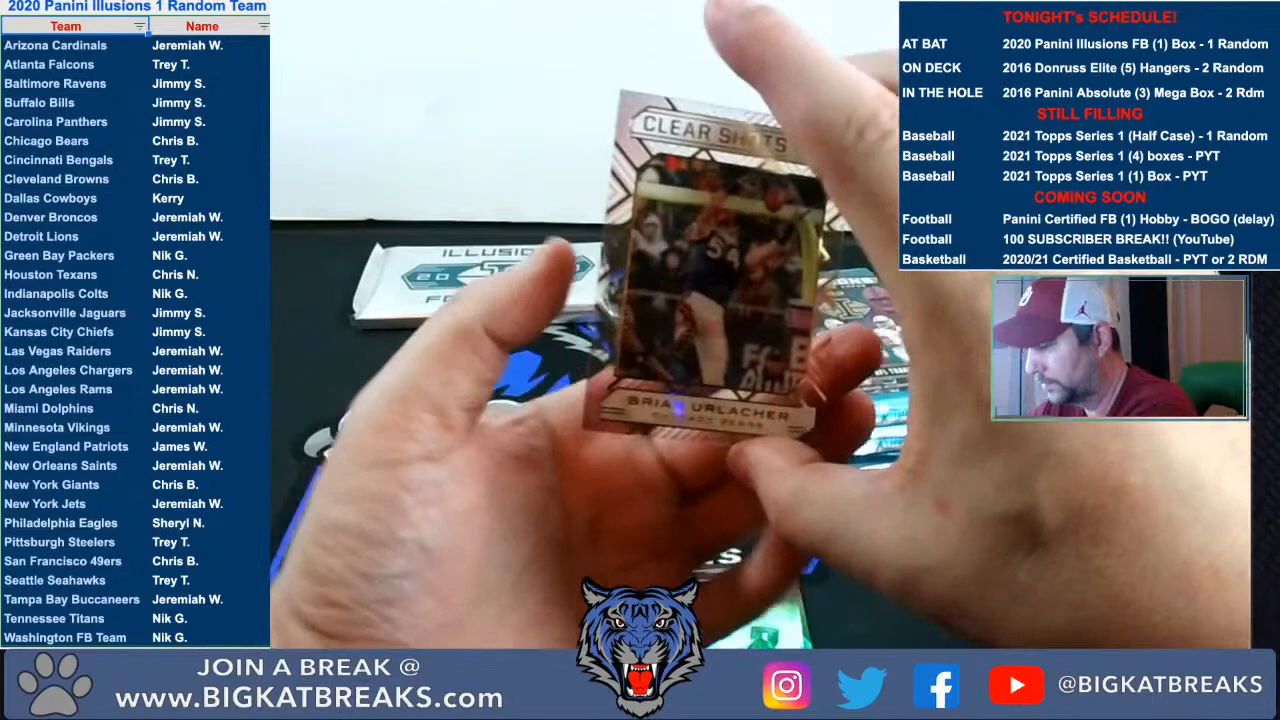 2020 Panini Illusions 1 Random Team
Team Name
Arizona Cardinals Jeremiah W.
Atlanta Falcons Trey T.
Baltimore Ravens Jimmy S.
Buffalo Bills Jimmy S.
Carolina Panthers Jimmy S.
Chicago Bears Chris B.
Cincinnati Bengals Trey T.
Cleveland Browns Chris B.
Dallas Cowboys Kerry
Denver Broncos Jeremiah W.
Detroit Lions Jeremiah W.
Green Bay Packers Nik G.
Houston Texans Chris N.
Indianapolis Colts Nik G.
Jacksonville Jaguars Jimmy S.
Kansas City Chiefs Jimmy S.
Las Vegas Raiders Jeremiah W.
Los Angeles Chargers Jeremiah W.
Los Angeles Rams Jeremiah W.
Miami Dolphins Chris N.
Minnesota Vikings Jeremiah W.
New England Patriots James W.
New Orleans Saints Jeremiah W.
New York Giants Chris B.
New York Jets Jeremiah W.
Philadelphia Eagles Sheryl N.
Pittsburgh Steelers Trey T.
San Francisco 49ers Chris B.
Seattle Seahawks Trey T.
Tampa Bay Buccaneers Jeremiah W.
Tennessee Titans Nik G.
Washington FB Team Nik G.
CLEAR SHOTS
54
BRIAN URLACHER
BEARS
ILLUSI
20
TONIGHT's SCHEDULE!
AT BAT 2020 Panini Illusions FB (1) Box - 1 Random
ON DECK 2016 Donruss Elite (5) Hangers - 2 Random
IN THE HOLE 2016 Panini Absolute (3) Mega Box - 2 Rdm
STILL FILLING
Baseball 2021 Topps Series 1 (Half Case) - 1 Random
Baseball 2021 Topps Series 1 (4) boxes - PYT
Baseball 2021 Topps Series 1 (1) Box - PYT
COMING SOON
Football Panini Certified FB (1) Hobby - BOGO (delay)
Football 100 SUBSCRIBER BREAK!! (YouTube)
Basketball 2020/21 Certified Basketball - PYT or 2 RDM
JOIN A BREAK @
www.BIGKATBREAKS.com
@BIGKATBREAKS